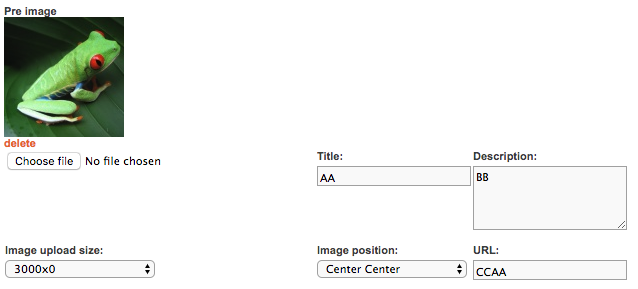 Pre image
delete
Choose file No file chosen
Title:
Description:
AA
BB
Image upload size:
Image position:
URL:
3000x0
Center Center
CCAA